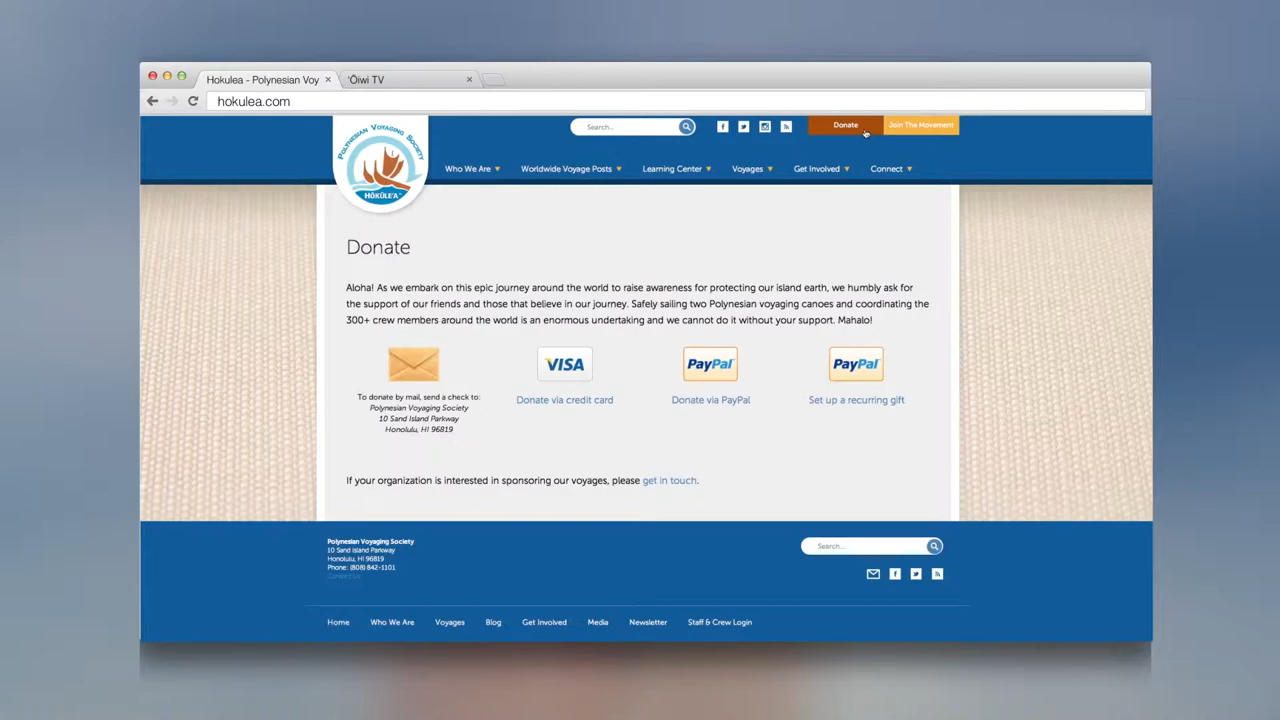 Hokulea - Polynesian Voy
'Ōiwi TV
hokulea.com
POLYNESIAN VOYAGING SOCIETY
HŌKŪLE'A
Search...
Donate
Join The Movement
Who We Are
Worldwide Voyage Posts
Learning Center
Voyages
Get Involved
Connect
Donate
Aloha! As we embark on this epic journey around the world to raise awareness for protecting our island earth, we humbly ask for
the support of our friends and those that believe in our journey. Safely sailing two Polynesian voyaging canoes and coordinating the
300+ crew members around the world is an enormous undertaking and we cannot do it without your support. Mahalo!
VISA
PayPal
PayPal
To donate by mail, send a check to:
Polynesian Voyaging Society
10 Sand Island Parkway
Honolulu, HI 96819
Donate via credit card
Donate via PayPal
Set up a recurring gift
If your organization is interested in sponsoring our voyages, please get in touch.
Polynesian Voyaging Society
10 Sand Island Parkway
Honolulu, HI 96819
Phone: (808) 842-1101
Contact Us
Search...
Home
Who We Are
Voyages
Blog
Get Involved
Media
Newsletter
Staff & Crew Login